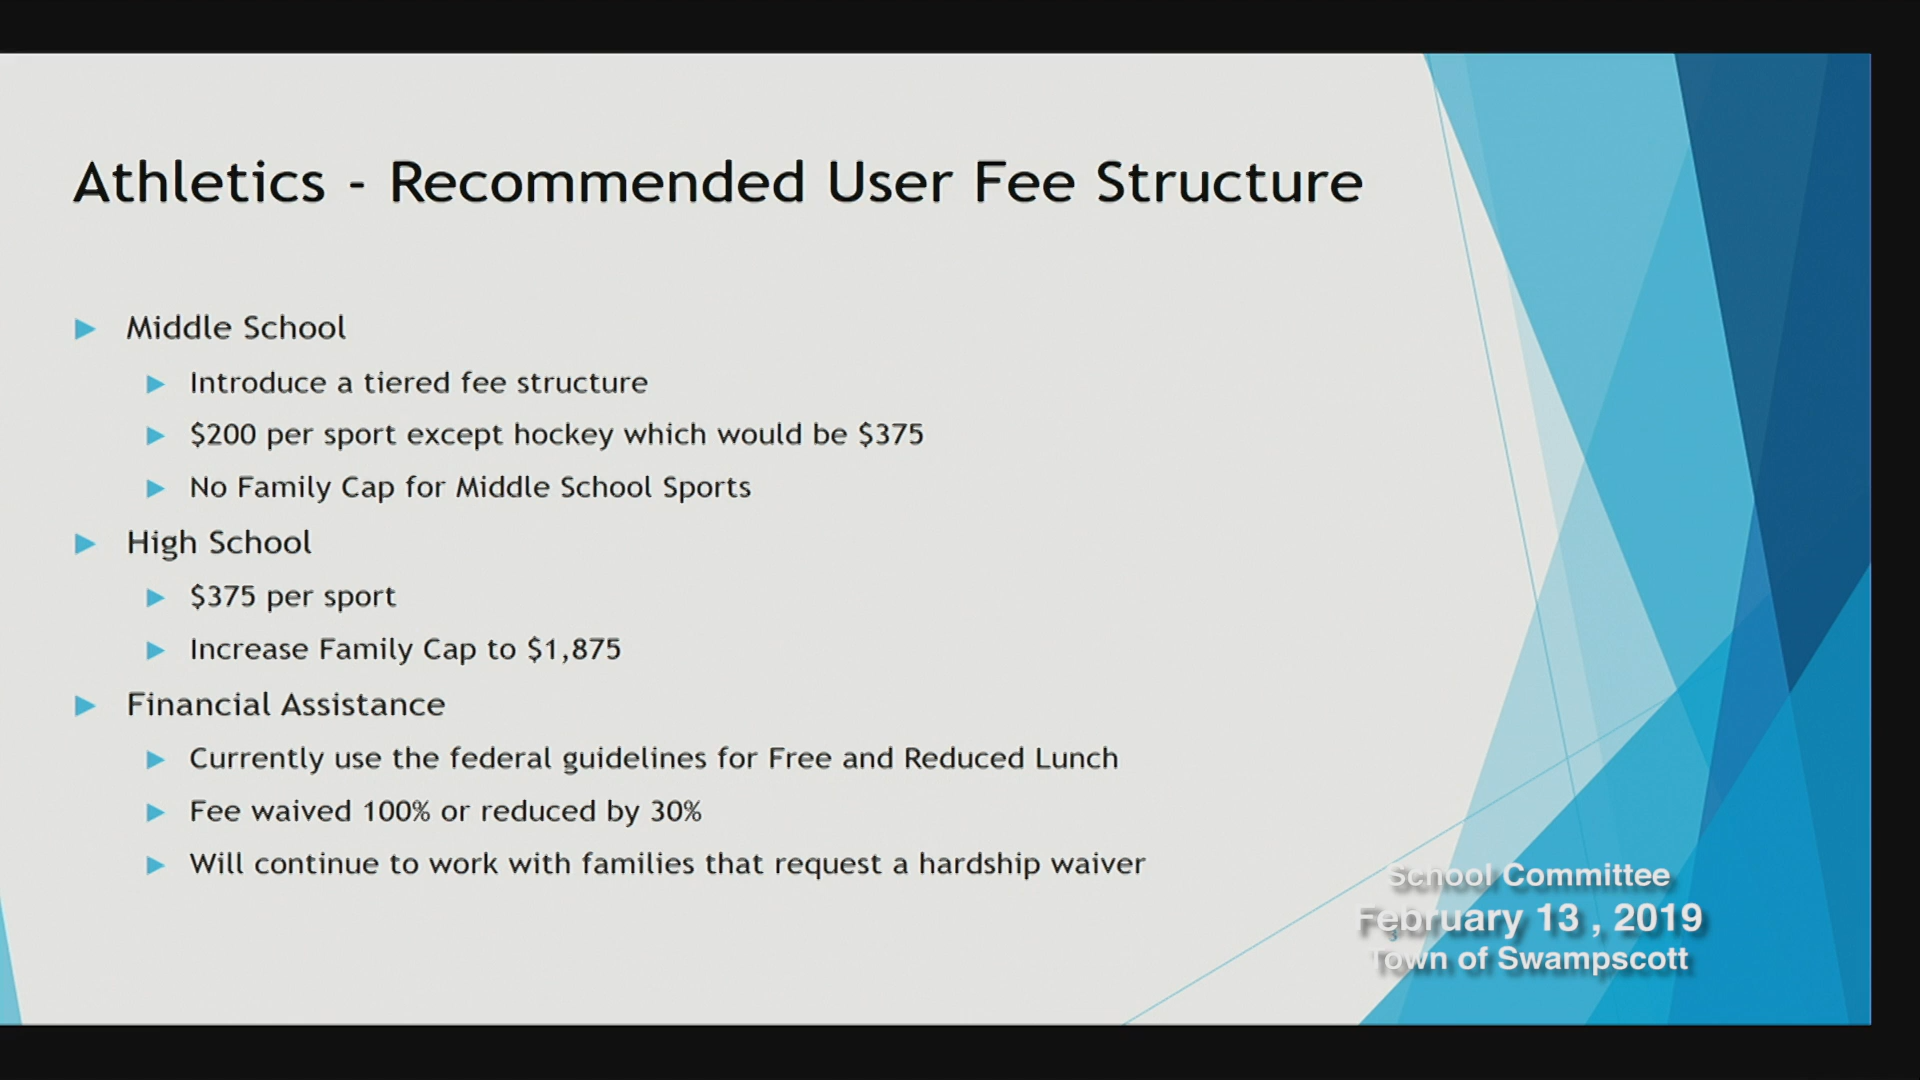 Athletics - Recommended User Fee Structure
Middle School
Introduce a tiered fee structure
$200 per sport except hockey which would be $375
No Family Cap for Middle School Sports
High School
$375 per sport
Increase Family Cap to $1,875
Financial Assistance
Currently use the federal guidelines for Free and Reduced Lunch
Fee waived 100% or reduced by 30%
Will continue to work with families that request a hardship waiver
School Committee
February 13 , 2019
3
Town of Swampscott